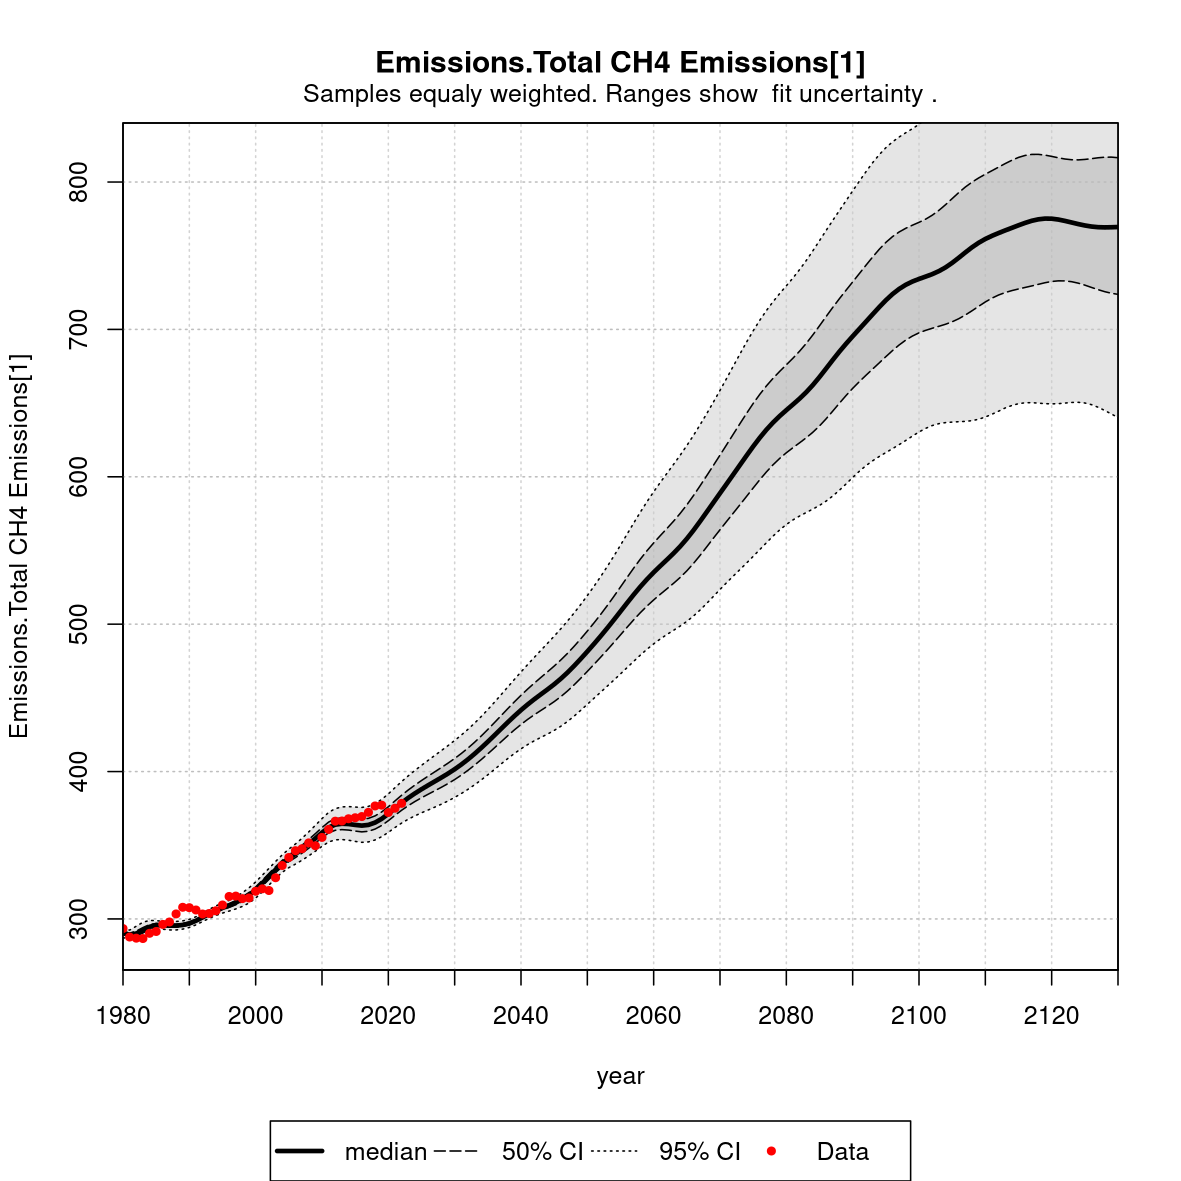 Emissions.Total CH4 Emissions[1]
Samples equaly weighted. Ranges show  fit uncertainty .
Emissions.Total CH4 Emissions[1]
800
700
600
500
400
300
1980 2000 2020 2040 2060 2080 2100 2120
year
median 50% CI 95% CI Data